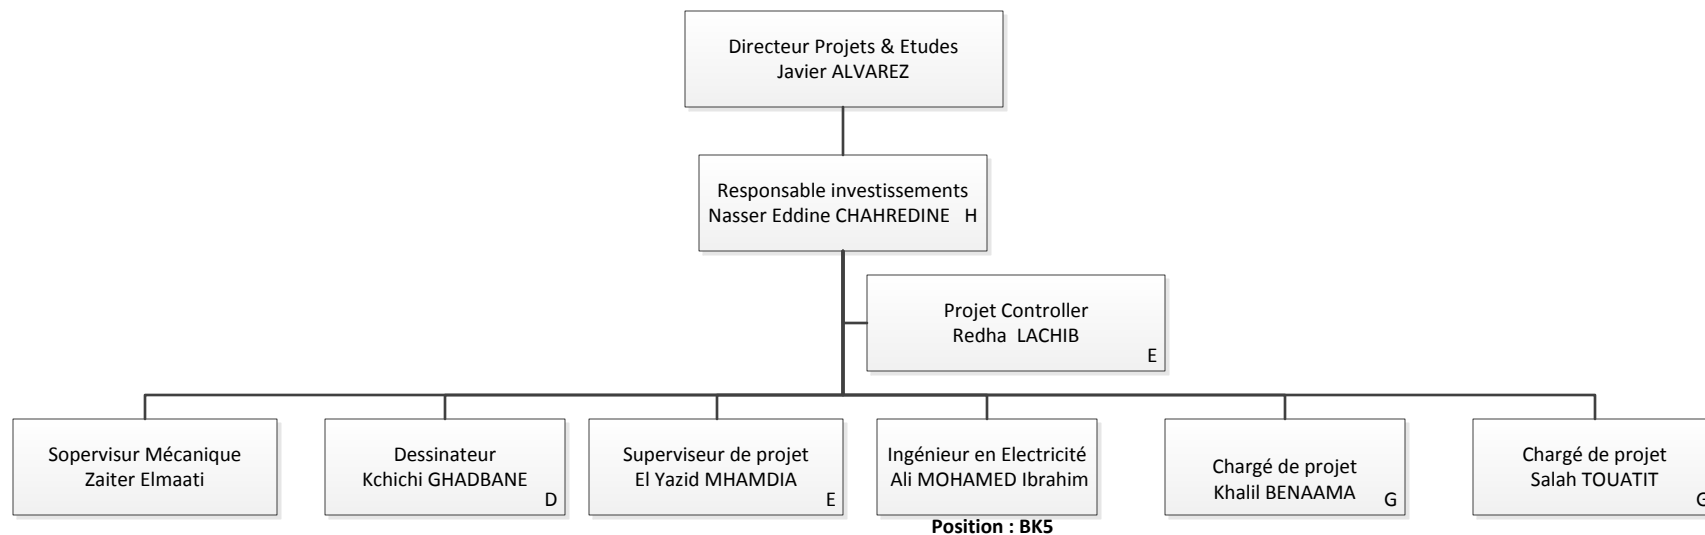 Directeur Projets & Etudes
Javier ALVAREZ
Responsable investissements
Nasser Eddine CHAHREDINE H
Projet Controller
Redha LACHIB
E
Sopervisur Mécanique
Zaiter Elmaati
Dessinateur
Kchichi GHADBANE
D
Superviseur de projet
El Yazid MHAMDIA
E
Ingénieur en Electricité
Ali MOHAMED Ibrahim
Position : BK5
Chargé de projet
Khalil BENAAMA
G
Chargé de projet
Salah TOUATIT
G